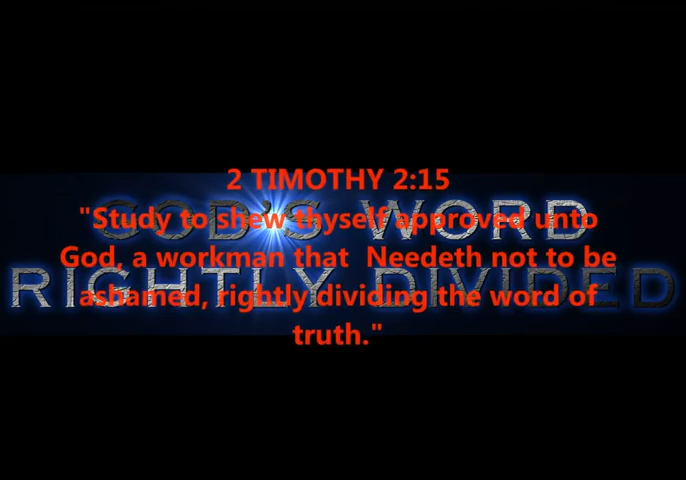 2 TIMOTHY 2:15
"Study to shew thyself approved unto
God, a workman that  Needeth not to be
ashamed, rightly dividing the word of
truth."
GOD'S WORD
RIGHTLY DIVIDED